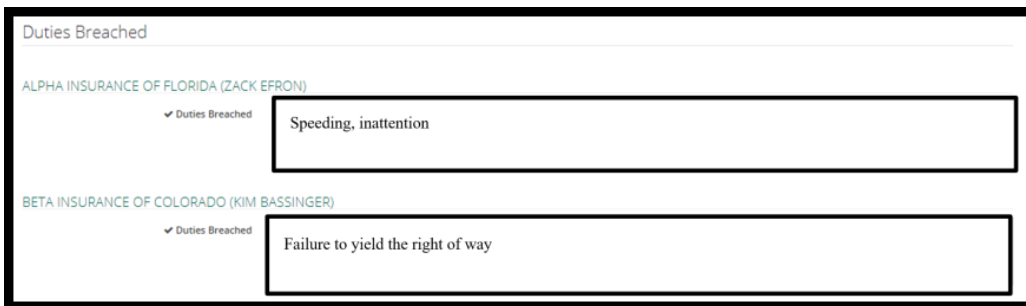 Duties Breached
ALPHA INSURANCE OF FLORIDA (ZACK EFRON)
✔ Duties Breached
Speeding, inattention
BETA INSURANCE OF COLORADO (KIM BASSINGER)
✔ Duties Breached
Failure to yield the right of way